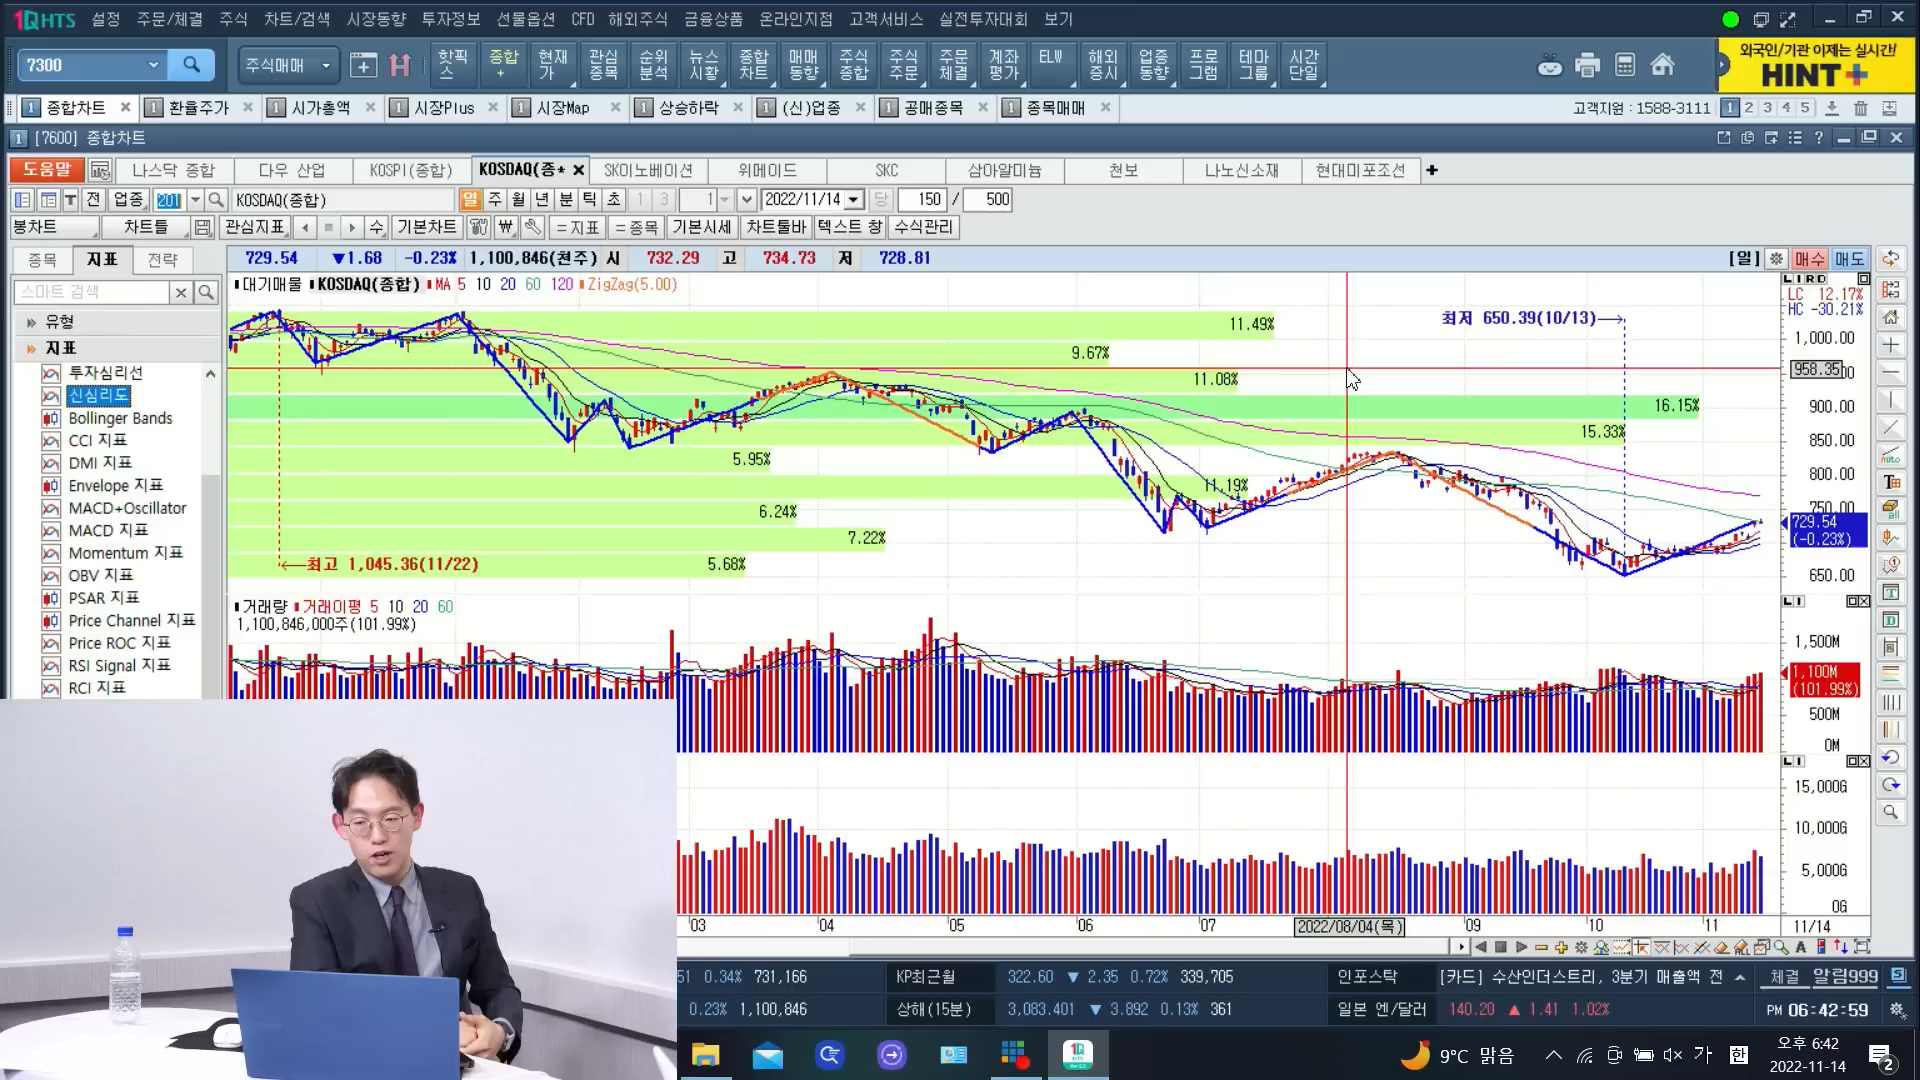 1QHTS 설정 주문/체결 주식 차트/검색 시장동향 투자정보 선물옵션 CFD 해외주식 금융상품 온라인지점 고객서비스 실전투자대회 보기
7300 주식매매 핫픽스 종합+ 현재가 관심종목 순위분석 뉴스시황 종합차트 매매동향 주식종합 주식주문 주문체결 계좌평가 ELW 해외증시 업종동향 프로그램 테마그룹 시간단일
외국인/기관 이제는 실시간!
HINT+
1 종합차트 1 환율주가 1 시가총액 1 시장Plus 1 시장Map 1 상승하락 1 (신)업종 1 공매종목 1 종목매매 고객지원 : 1588-3111 1 2 3 4 5
1 [7600] 종합차트
도움말 나스닥 종합 다우 산업 KOSPI(종합) KOSDAQ(종* SK이노베이션 위메이드 SKC 삼아알미늄 천보 나노신소재 현대미포조선
전 업종 201 KOSDAQ(종합) 일 주 월 년 분 틱 초 1 3 1 2022/11/14 당 150 / 500
봉차트 차트틀 관심지표 수 기본차트 ₩ =지표 =종목 기본시세 차트툴바 텍스트 창 수식관리
종목 지표 전략
729.54 ▼1.68 -0.23% 1,100,846(천주) 시 732.29 고 734.73 저 728.81 [일] 매수 매도
스마트 검색
대기매물 KOSDAQ(종합) MA 5 10 20 60 120 ZigZag(5.00)
유형
지표
투자심리선
신심리도
Bollinger Bands
CCI 지표
DMI 지표
Envelope 지표
MACD+Oscillator
MACD 지표
Momentum 지표
OBV 지표
PSAR 지표
Price Channel 지표
Price ROC 지표
RSI Signal 지표
RCI 지표
LC 12.17%
HC -30.21%
최저 650.39(10/13)
11.49%
9.67%
11.08%
16.15%
15.33%
5.95%
11.19%
6.24%
7.22%
5.68%
최고 1,045.36(11/22)
1,000.00
958.35
900.00
850.00
800.00
750.00
729.54
(-0.23%)
650.00
거래량 거래이평 5 10 20 60
1,100,846,000주(101.99%)
1,500M
1,100M
(101.99%)
500M
0M
15,000G
10,000G
5,000G
0G
03 04 05 06 07 2022/08/04(목) 09 10 11 11/14
51 0.34% 731,166 KP최근월 322.60 ▼ 2.35 0.72% 339,705 인포스탁 [카드] 수산인더스트리, 3분기 매출액 전 체결 알림999
0.23% 1,100,846 상해(15분) 3,083.401 ▼ 3.892 0.13% 361 일본 엔/달러 140.20 ▲ 1.41 1.02% PM 06:42:59
9°C 맑음 가 한 오후 6:42
2022-11-14
2